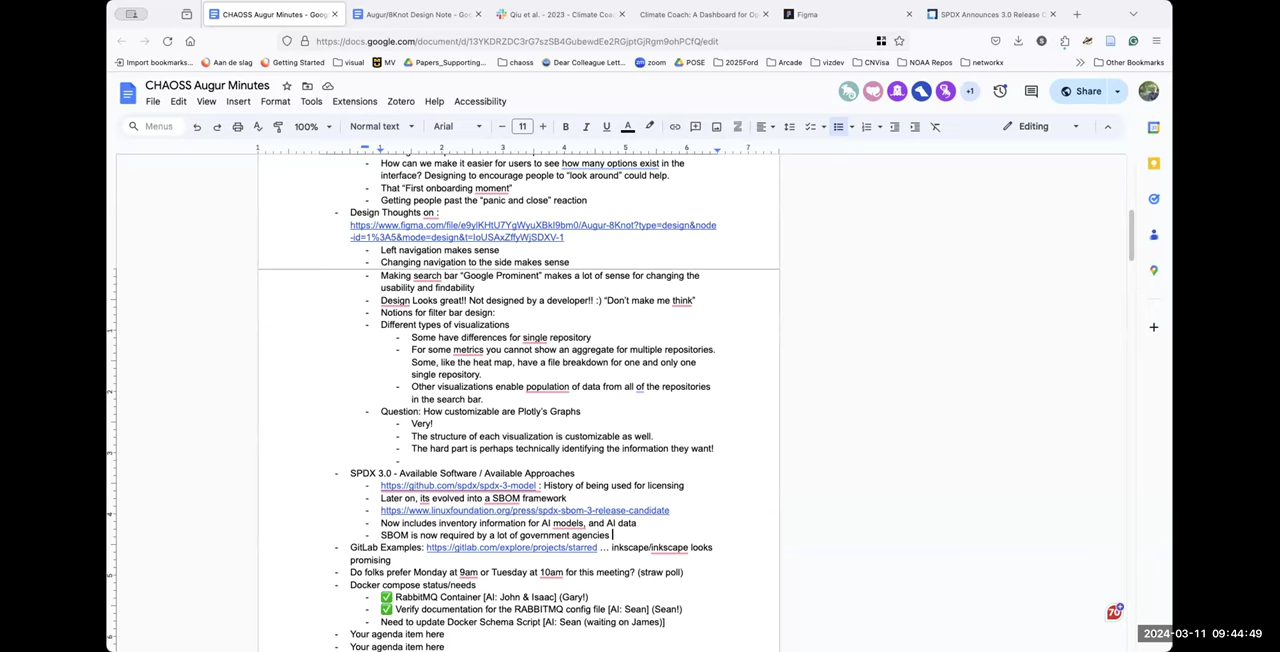 CHAOSS Augur Minutes - Goog
Augur/8Knot Design Note - Goo
Qiu et al. - 2023 - Climate Coac
Climate Coach: A Dashboard for Op
Figma
SPDX Announces 3.0 Release C
https://docs.google.com/document/d/13YKDRZDC3rG7szSB4GubewdEe2RGjptGjRgm9ohPCfQ/edit
Import bookmarks...
Aan de slag
Getting Started
visual
MV
Papers_Supporting...
chaoss
Dear Colleague Lett...
zoom
POSE
2025Ford
Arcade
vizdev
CNVisa
NOAA Repos
networkx
Other Bookmarks
CHAOSS Augur Minutes
File Edit View Insert Format Tools Extensions Zotero Help Accessibility
+1
Share
Menus
100%
Normal text
Arial
11
Editing
1 1 2 3 4 5 6 7
- How can we make it easier for users to see how many options exist in the
interface? Designing to encourage people to "look around" could help.
- That "First onboarding moment"
- Getting people past the "panic and close" reaction
- Design Thoughts on :
https://www.figma.com/file/e9ylKHtU7YgWyuXBkI9bm0/Augur-8Knot?type=design&node
-id=1%3A5&mode=design&t=IoUSAxZffyWjSDXV-1
- Left navigation makes sense
- Changing navigation to the side makes sense
- Making search bar "Google Prominent" makes a lot of sense for changing the
usability and findability
- Design Looks great!! Not designed by a developer!! :) "Don't make me think"
- Notions for filter bar design:
- Different types of visualizations
- Some have differences for single repository
- For some metrics you cannot show an aggregate for multiple repositories.
Some, like the heat map, have a file breakdown for one and only one
single repository.
- Other visualizations enable population of data from all of the repositories
in the search bar.
- Question: How customizable are Plotly's Graphs
- Very!
- The structure of each visualization is customizable as well.
- The hard part is perhaps technically identifying the information they want!
-
- SPDX 3.0 - Available Software / Available Approaches
- https://github.com/spdx/spdx-3-model : History of being used for licensing
- Later on, its evolved into a SBOM framework
- https://www.linuxfoundation.org/press/spdx-sbom-3-release-candidate
- Now includes inventory information for AI models, and AI data
- SBOM is now required by a lot of government agencies
- GitLab Examples: https://gitlab.com/explore/projects/starred ... inkscape/inkscape looks
promising
- Do folks prefer Monday at 9am or Tuesday at 10am for this meeting? (straw poll)
- Docker compose status/needs
- ✅ RabbitMQ Container [AI: John & Isaac] (Gary!)
- ✅ Verify documentation for the RABBITMQ config file [AI: Sean] (Sean!)
- Need to update Docker Schema Script [AI: Sean (waiting on James)]
- Your agenda item here
- Your agenda item here
70
2024-03-11 09:44:49